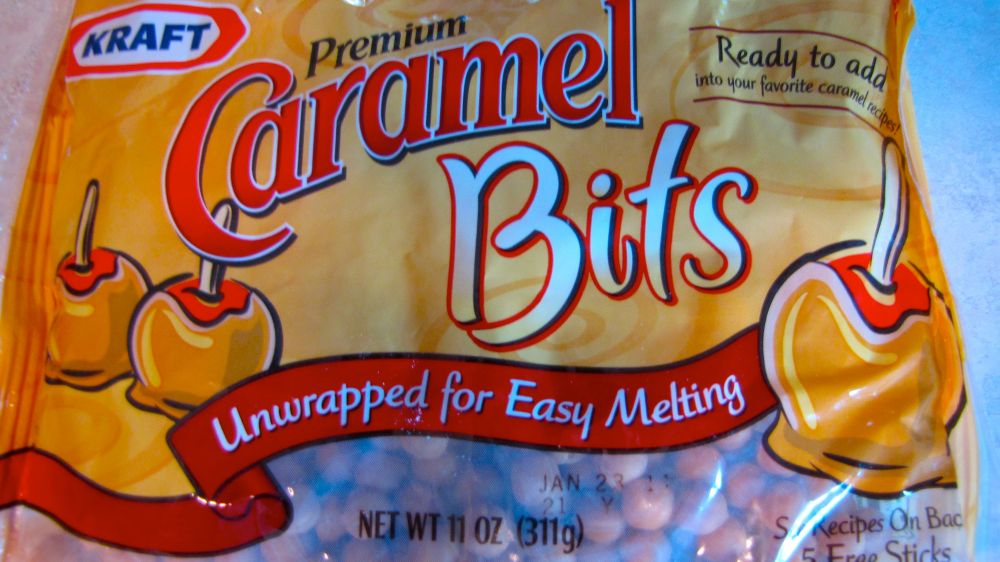 KRAFT
Premium
Caramel
Bits
Ready to add
into your favorite caramel recipes!
Unwrapped for Easy Melting
JAN 23
21 Y
NET WT 11 OZ (311g)
Recipes On Bac
5 Free Sticks